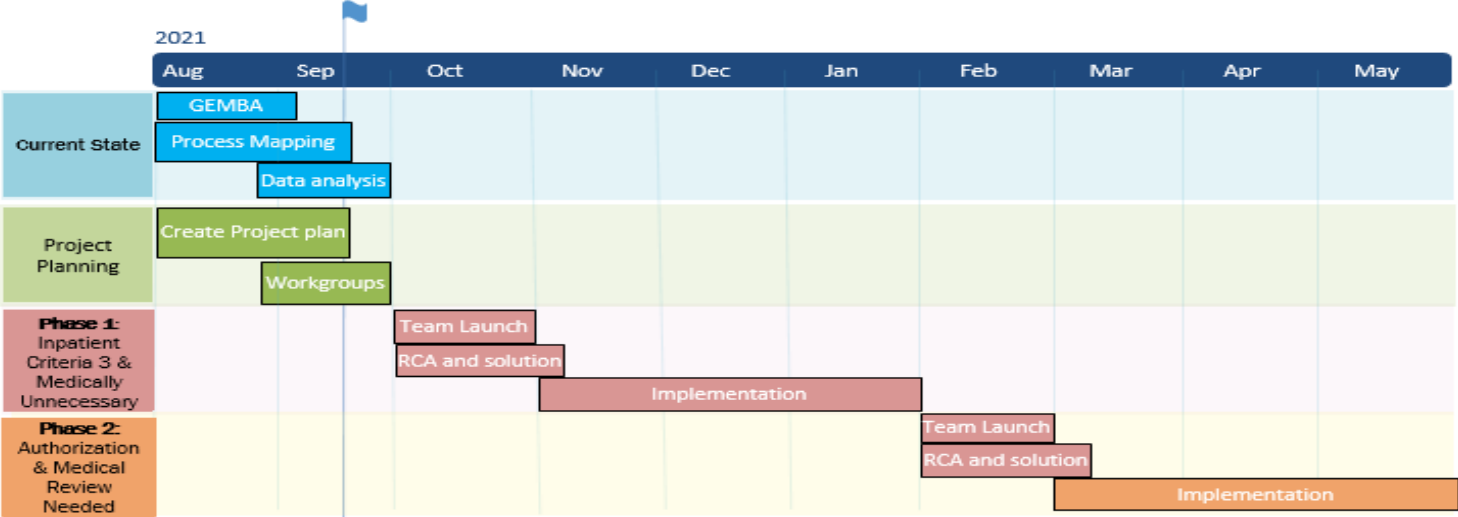 2021
Aug Sep Oct Nov Dec Jan Feb Mar Apr May
Current State
GEMBA
Process Mapping
Data analysis
Project
Planning
Create Project plan
Workgroups
Phase 1:
Inpatient
Criteria 3 &
Medically
Unnecessary
Team Launch
RCA and solution
Implementation
Phase 2:
Authorization
& Medical
Review
Needed
Team Launch
RCA and solution
Implementation